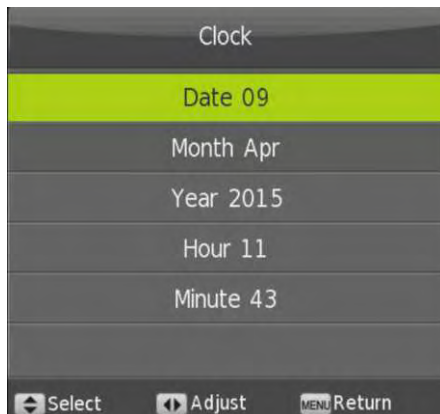 Clock
Date 09
Month Apr
Year 2015
Hour 11
Minute 43
Select Adjust MENU Return